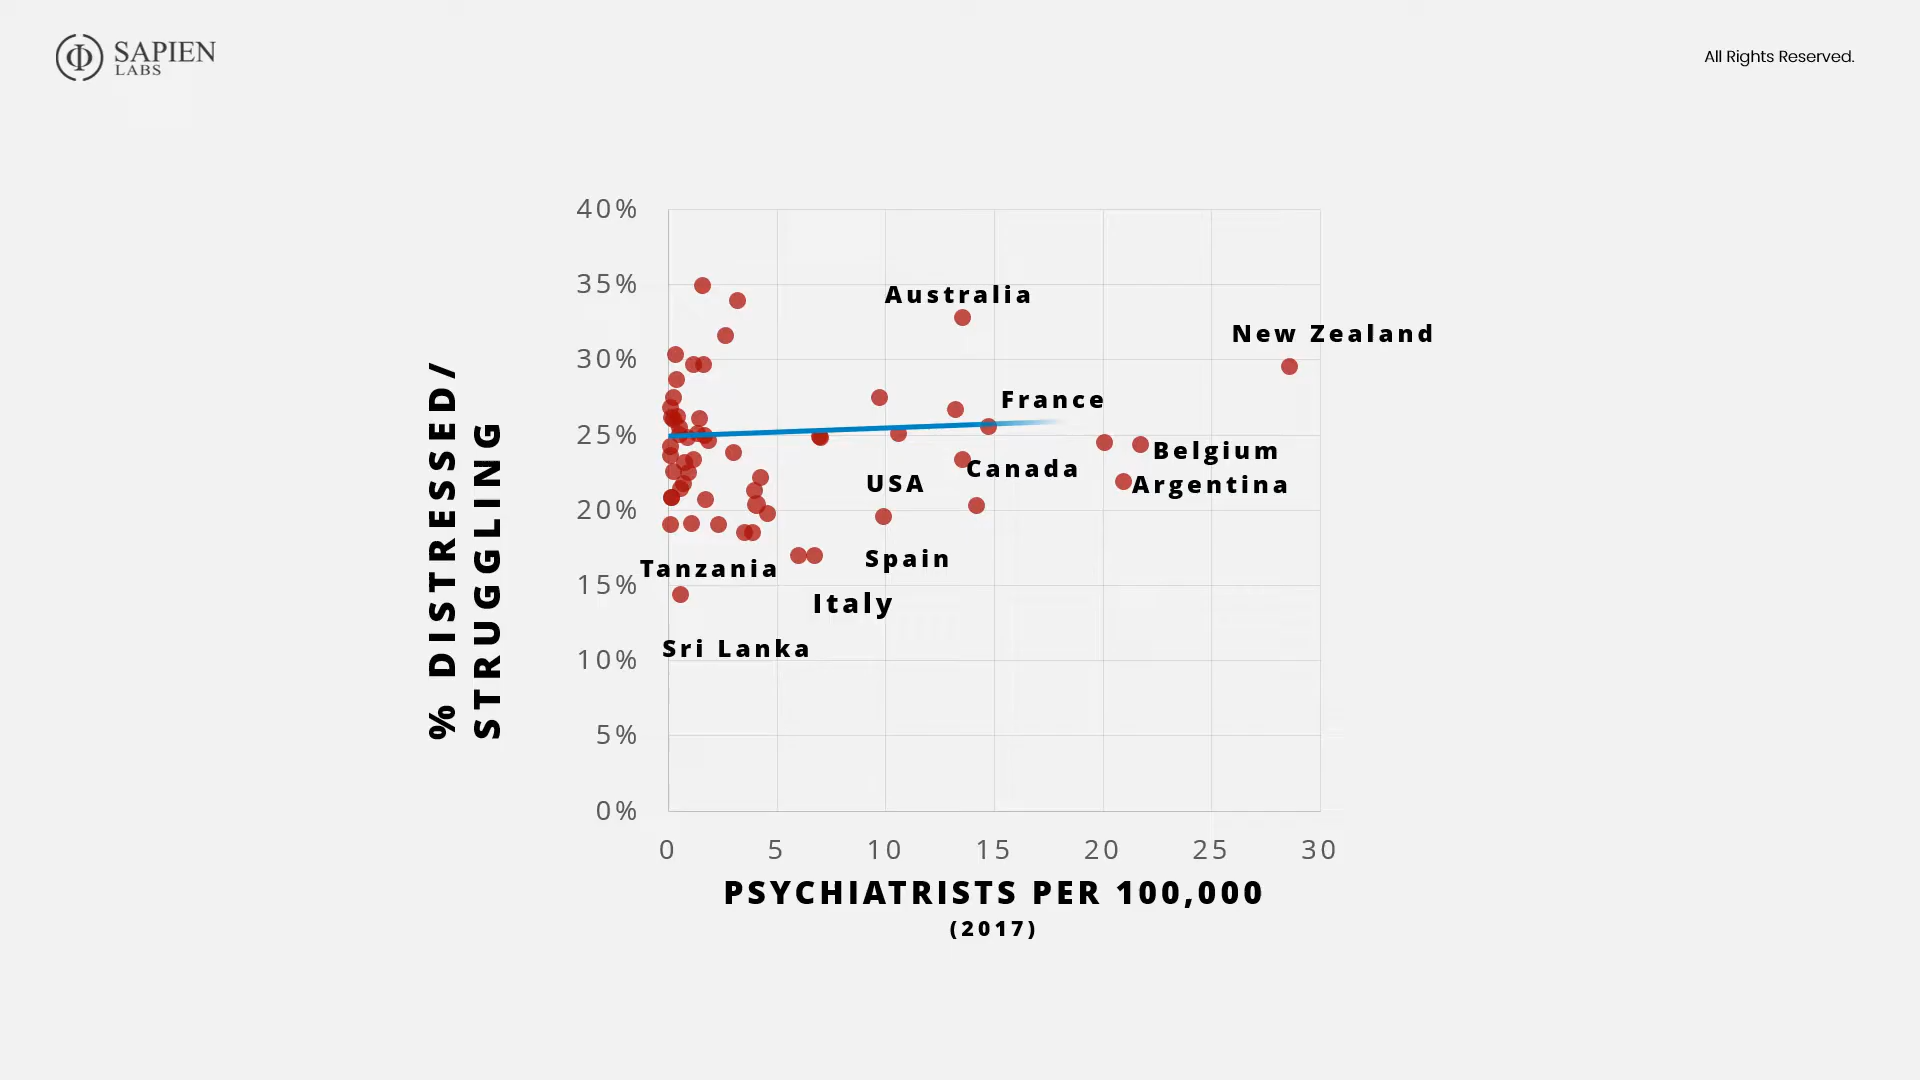 SAPIEN
LABS
All Rights Reserved.
% DISTRESSED/
STRUGGLING
40%
35%
30%
25%
20%
15%
10%
5%
0%
Australia
New Zealand
France
Belgium
Canada
USA
Argentina
Spain
Tanzania
Italy
Sri Lanka
0 5 10 15 20 25 30
PSYCHIATRISTS PER 100,000
(2017)